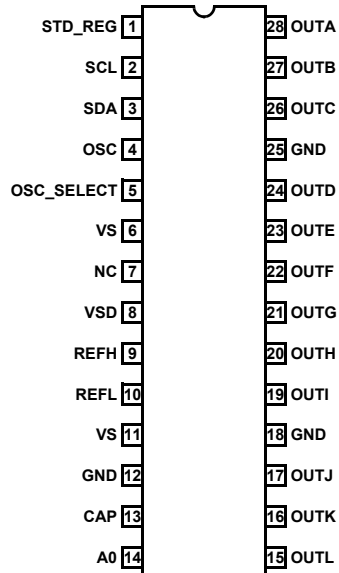 STD_REG 1 28 OUTA
SCL 2 27 OUTB
SDA 3 26 OUTC
OSC 4 25 GND
OSC_SELECT 5 24 OUTD
VS 6 23 OUTE
NC 7 22 OUTF
VSD 8 21 OUTG
REFH 9 20 OUTH
REFL 10 19 OUTI
VS 11 18 GND
GND 12 17 OUTJ
CAP 13 16 OUTK
A0 14 15 OUTL